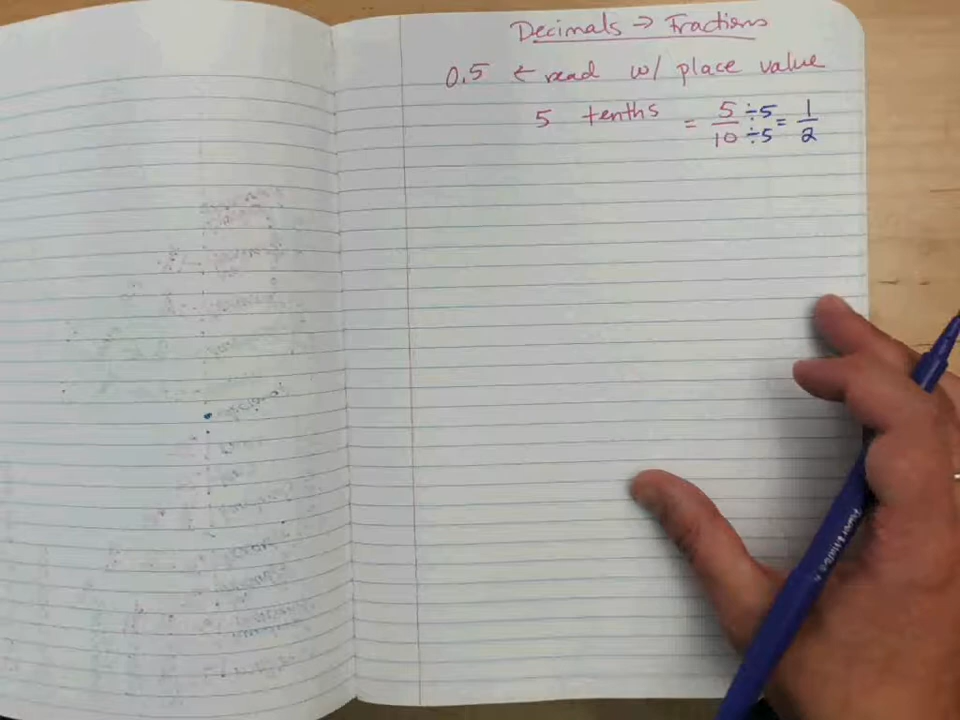 Decimals → Fractions
0.5 ← read w/ place value
5 tenths = 5/10 ÷5/÷5 = 1/2